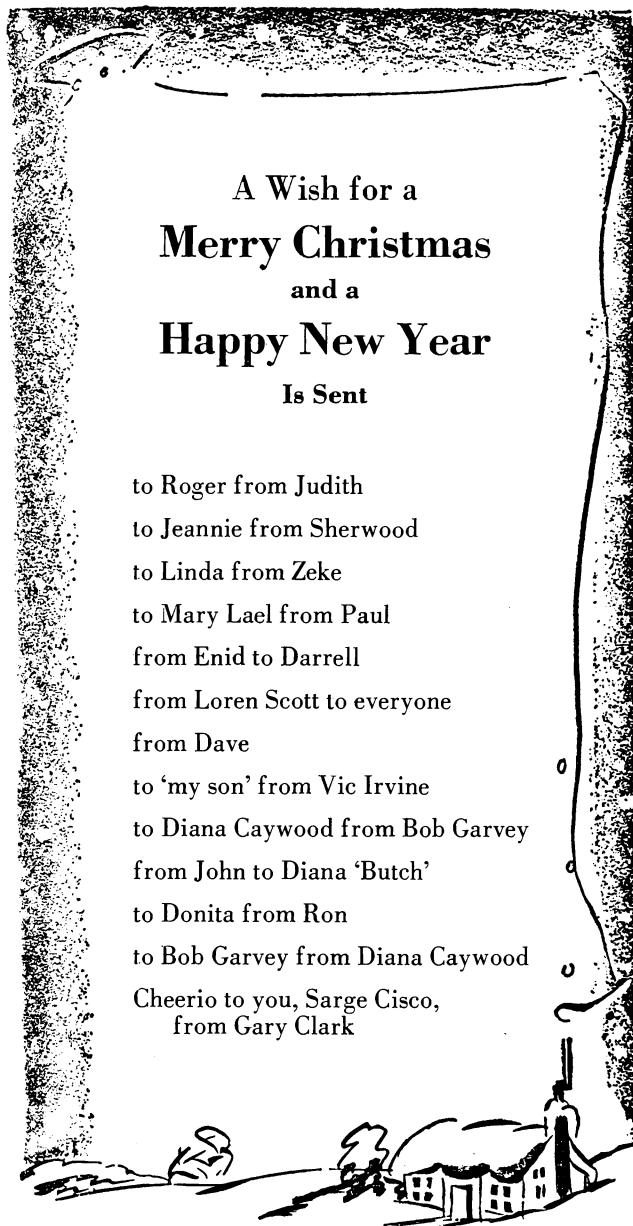 A Wish for a
Merry Christmas
and a
Happy New Year
Is Sent
to Roger from Judith
to Jeannie from Sherwood
to Linda from Zeke
to Mary Lael from Paul
from Enid to Darrell
from Loren Scott to everyone
from Dave
to ‘my son’ from Vic Irvine
to Diana Caywood from Bob Garvey
from John to Diana ‘Butch’
to Donita from Ron
to Bob Garvey from Diana Caywood
Cheerio to you, Sarge Cisco,
from Gary Clark